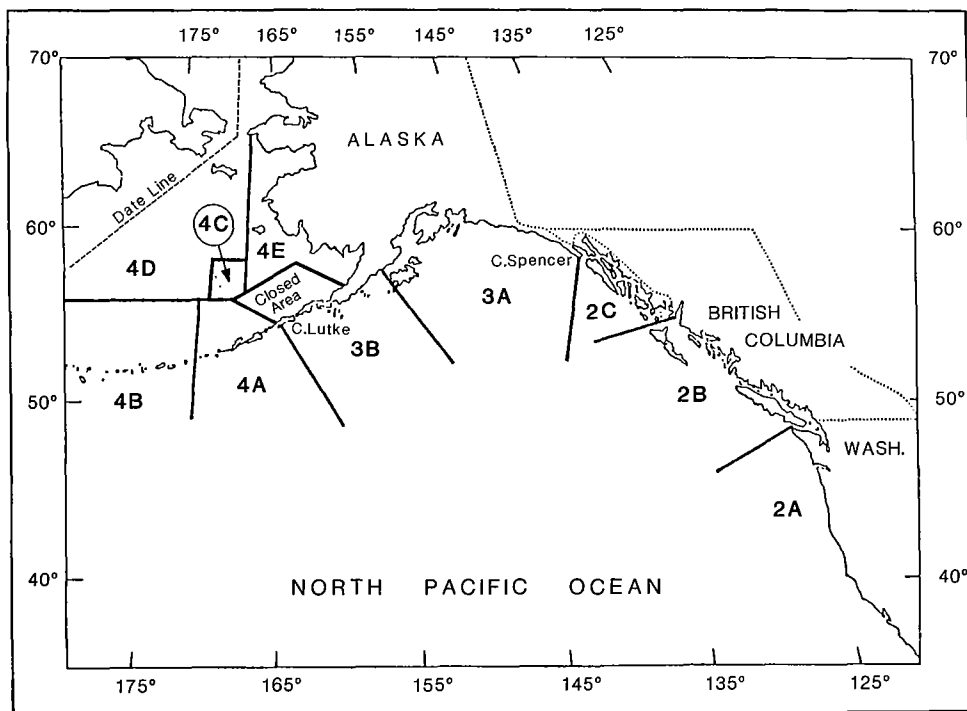 175° 165° 155° 145° 135° 125°
70° 70°
ALASKA
Date Line
4C
60° 4E 60°
4D C.Spencer
Closed Area
3A 2C BRITISH
C.Lutke COLUMBIA
3B
4A 2B
50° 4B 50°
WASH.
2A
40° 40°
NORTH PACIFIC OCEAN
175° 165° 155° 145° 135° 125°